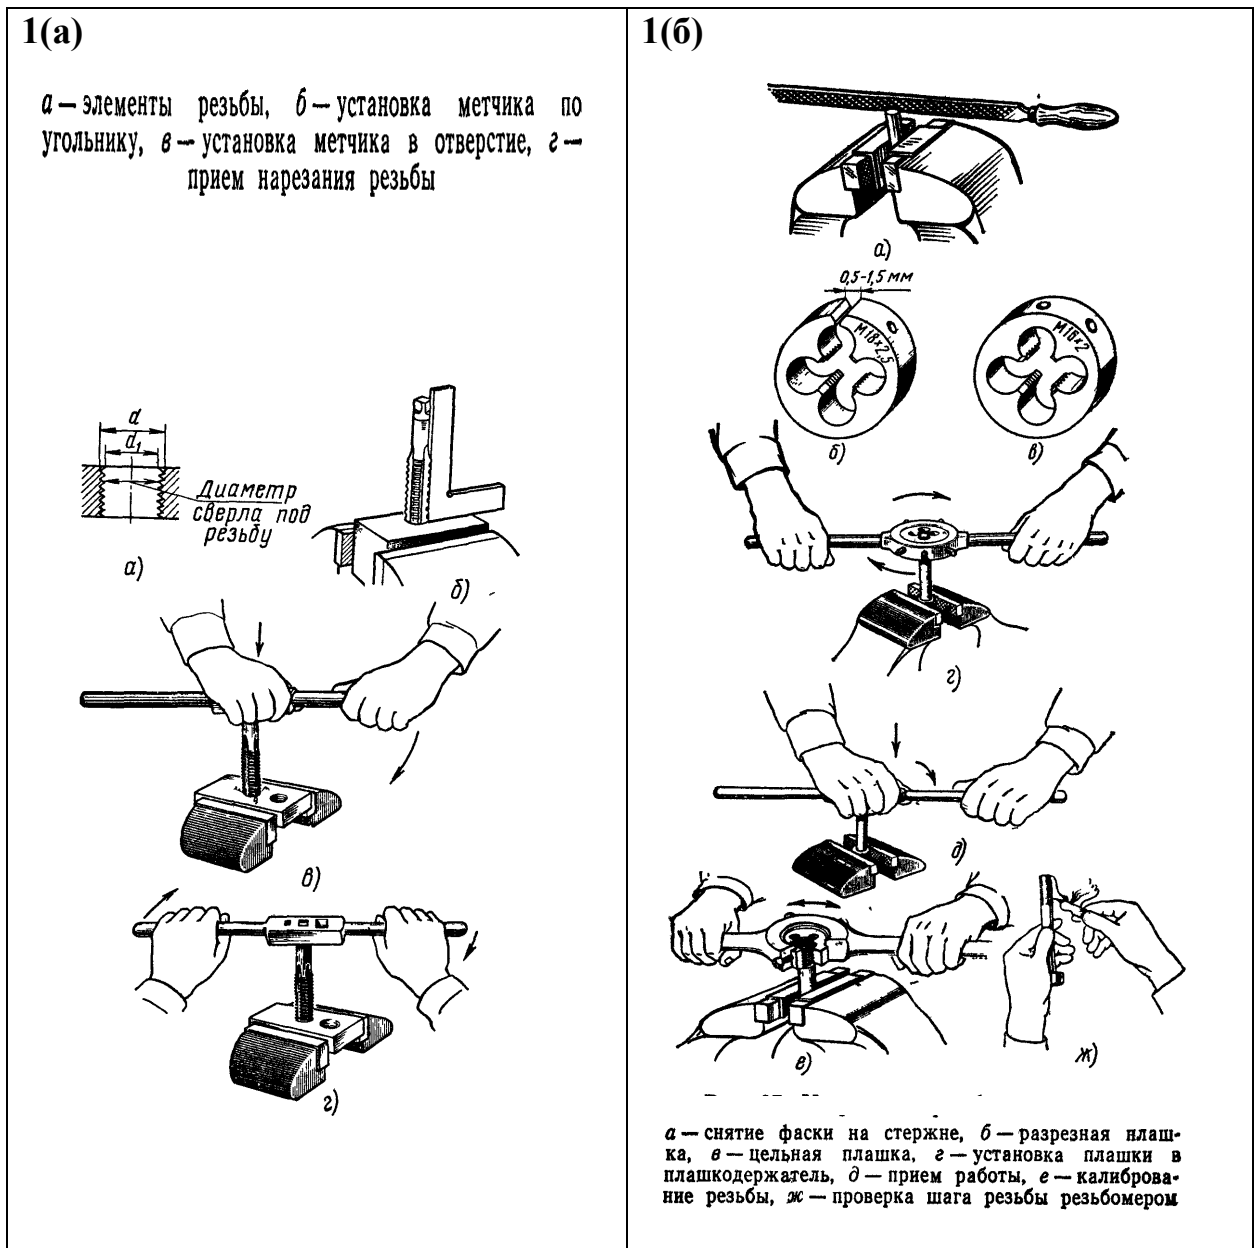 1(а)
а — элементы резьбы, б — установка метчика по
угольнику, в — установка метчика в отверстие, г —
прием нарезания резьбы
d
d₁
Диаметр
сверла под
резьбу
а)
б)
в)
г)
1(б)
а)
0,5-1,5 мм
М18×2,5
М16×2
б)
в)
г)
д)
е)
ж)
а — снятие фаски на стержне, б — разрезная плаш-
ка, в — цельная плашка, г — установка плашки в
плашкодержатель, д — прием работы, е — калиброва-
ние резьбы, ж — проверка шага резьбы резьбомером